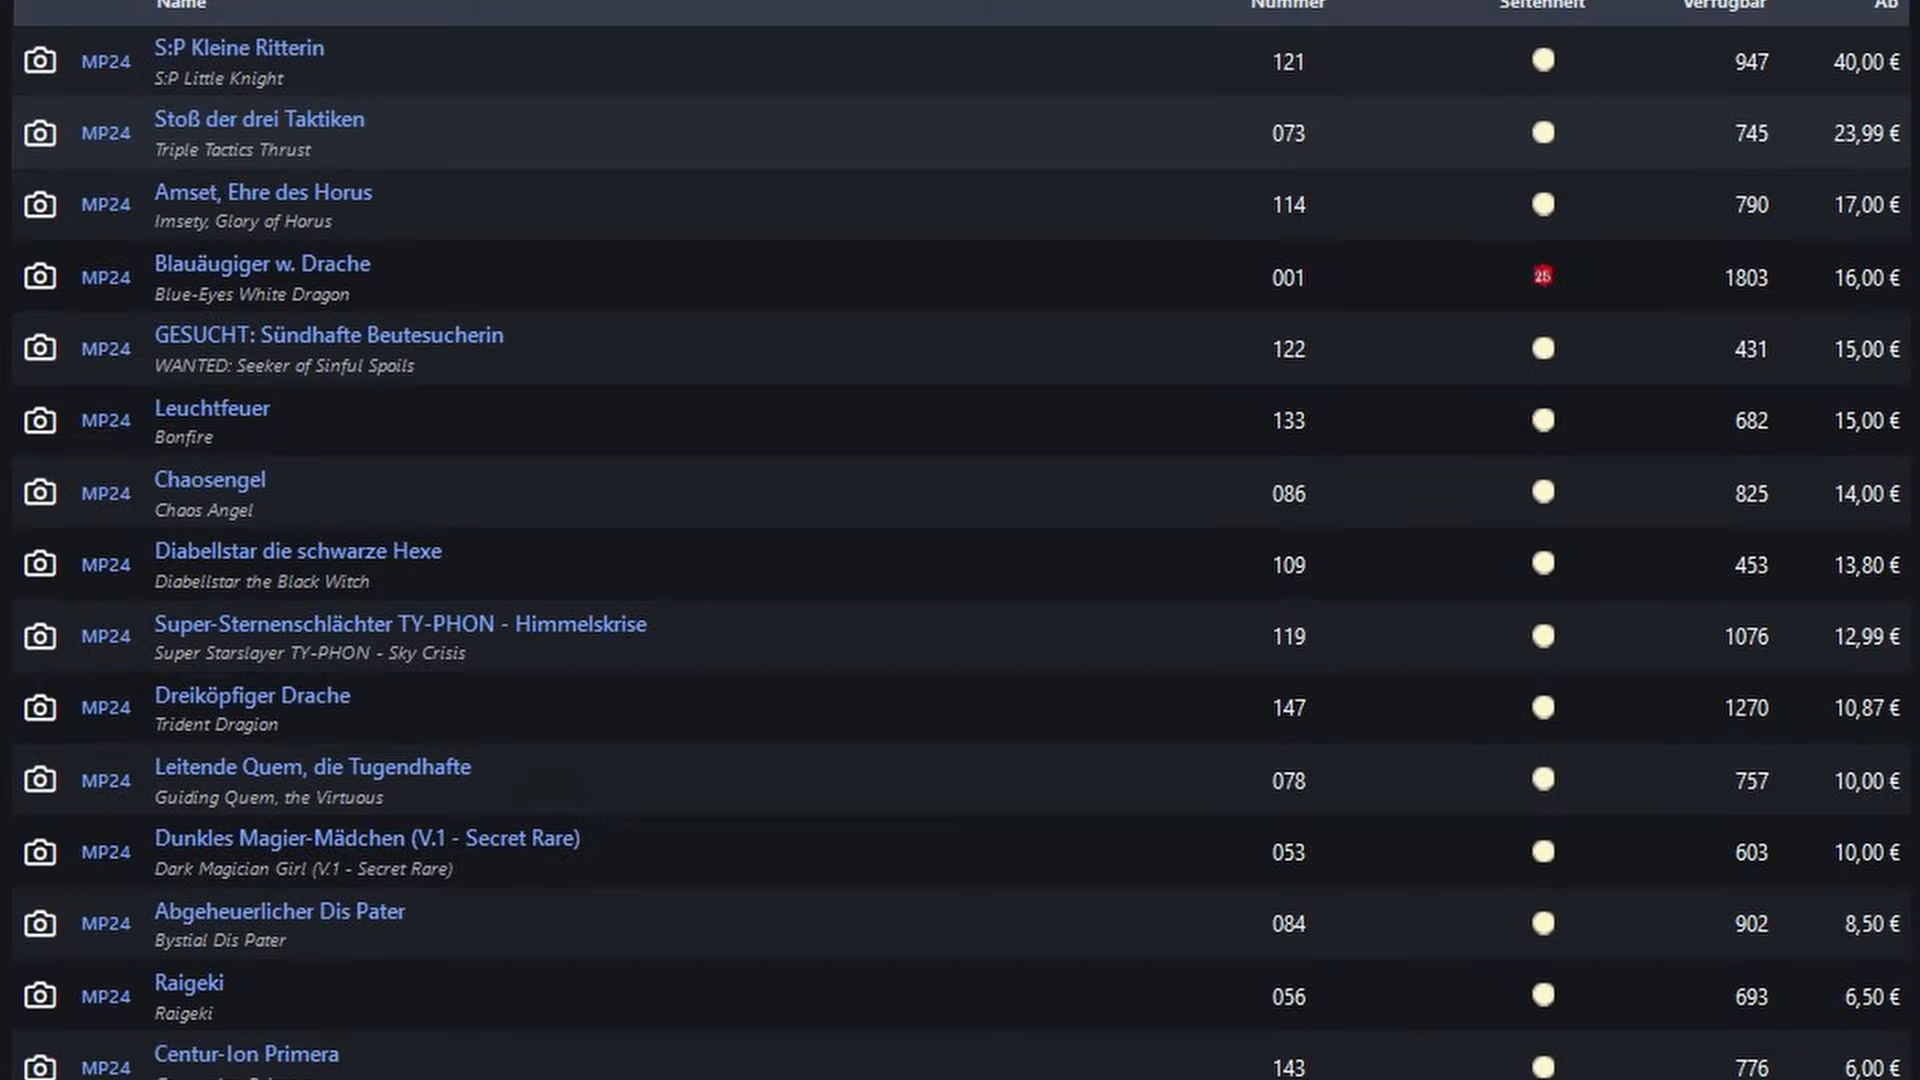 Name Nummer Seltenheit Verfügbar Ab
MP24 S:P Kleine Ritterin 121 947 40,00 €
S:P Little Knight
MP24 Stoß der drei Taktiken 073 745 23,99 €
Triple Tactics Thrust
MP24 Amset, Ehre des Horus 114 790 17,00 €
Imsety, Glory of Horus
MP24 Blauäugiger w. Drache 001 25 1803 16,00 €
Blue-Eyes White Dragon
MP24 GESUCHT: Sündhafte Beutesucherin 122 431 15,00 €
WANTED: Seeker of Sinful Spoils
MP24 Leuchtfeuer 133 682 15,00 €
Bonfire
MP24 Chaosengel 086 825 14,00 €
Chaos Angel
MP24 Diabellstar die schwarze Hexe 109 453 13,80 €
Diabellstar the Black Witch
MP24 Super-Sternenschlächter TY-PHON - Himmelskrise 119 1076 12,99 €
Super Starslayer TY-PHON - Sky Crisis
MP24 Dreiköpfiger Drache 147 1270 10,87 €
Trident Dragion
MP24 Leitende Quem, die Tugendhafte 078 757 10,00 €
Guiding Quem, the Virtuous
MP24 Dunkles Magier-Mädchen (V.1 - Secret Rare) 053 603 10,00 €
Dark Magician Girl (V.1 - Secret Rare)
MP24 Abgeheuerlicher Dis Pater 084 902 8,50 €
Bystial Dis Pater
MP24 Raigeki 056 693 6,50 €
Raigeki
MP24 Centur-Ion Primera 143 776 6,00 €